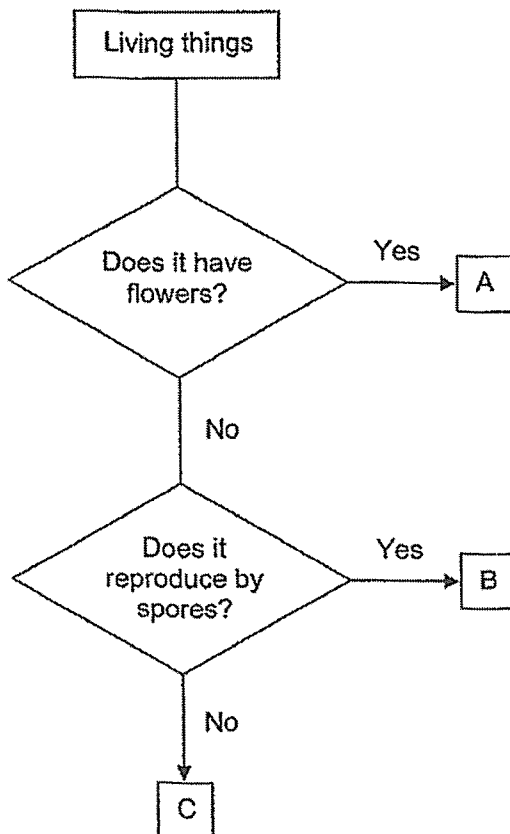 Living things
Does it have
flowers?
Yes
A
No
Does it
reproduce by
spores?
Yes
B
No
C